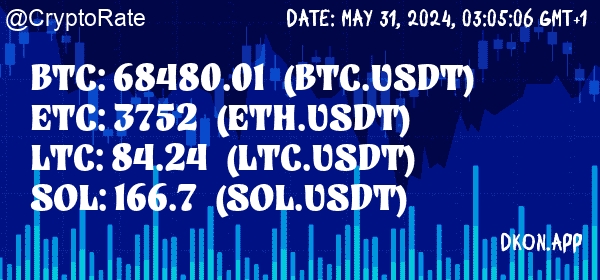 @CryptoRate
DATE: MAY 31, 2024, 03:05:06 GMT+1
BTC: 68480.01 (BTC.USDT)
ETC: 3752 (ETH.USDT)
LTC: 84.24 (LTC.USDT)
SOL: 166.7 (SOL.USDT)
DKON.APP